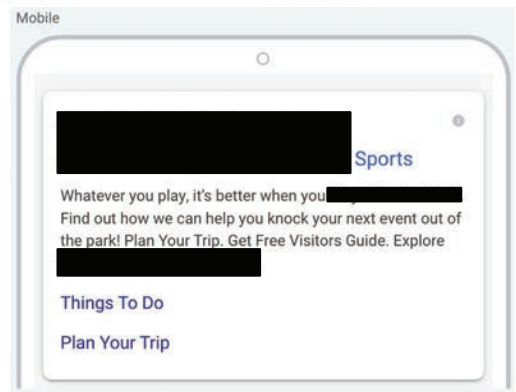 Mobile
Sports
Whatever you play, it's better when you
Find out how we can help you knock your next event out of
the park! Plan Your Trip. Get Free Visitors Guide. Explore
Things To Do
Plan Your Trip